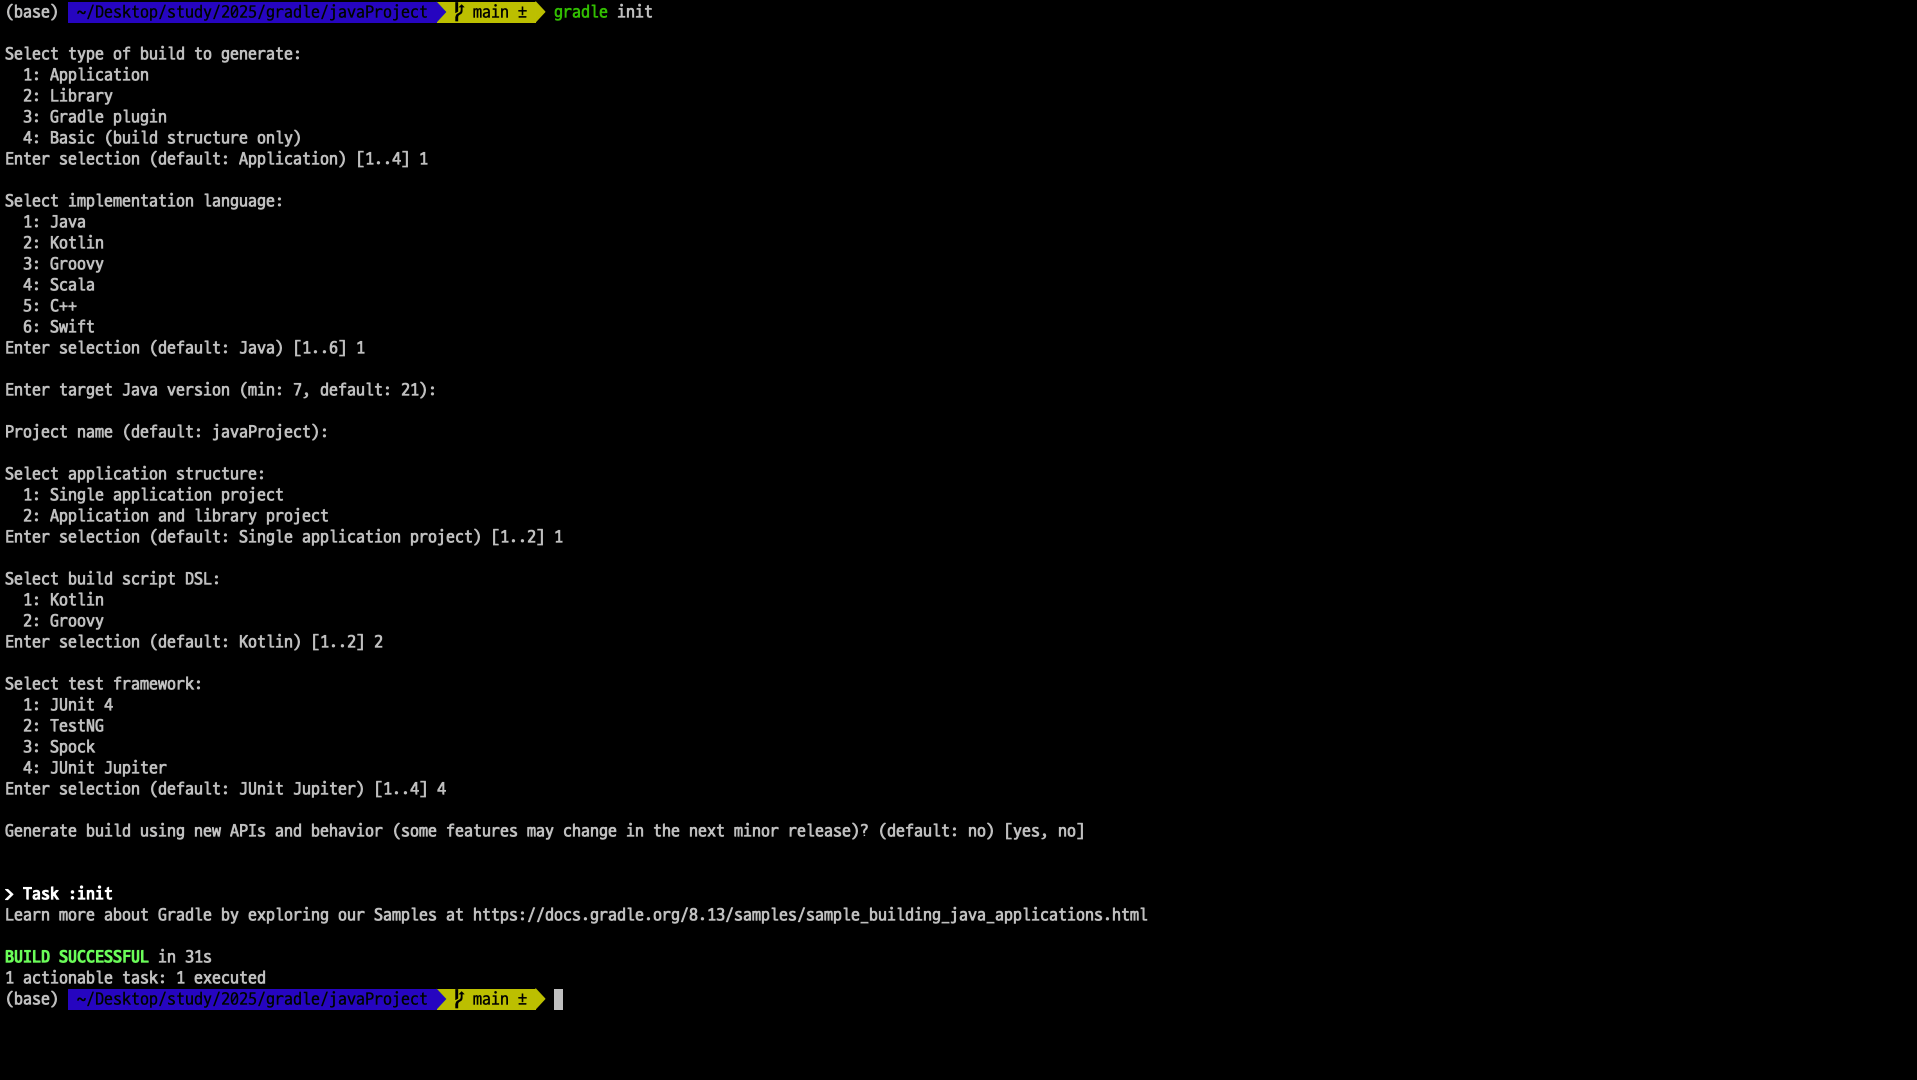 (base) ~/Desktop/study/2025/gradle/javaProject main ± gradle init
Select type of build to generate:
1: Application
2: Library
3: Gradle plugin
4: Basic (build structure only)
Enter selection (default: Application) [1..4] 1
Select implementation language:
1: Java
2: Kotlin
3: Groovy
4: Scala
5: C++
6: Swift
Enter selection (default: Java) [1..6] 1
Enter target Java version (min: 7, default: 21):
Project name (default: javaProject):
Select application structure:
1: Single application project
2: Application and library project
Enter selection (default: Single application project) [1..2] 1
Select build script DSL:
1: Kotlin
2: Groovy
Enter selection (default: Kotlin) [1..2] 2
Select test framework:
1: JUnit 4
2: TestNG
3: Spock
4: JUnit Jupiter
Enter selection (default: JUnit Jupiter) [1..4] 4
Generate build using new APIs and behavior (some features may change in the next minor release)? (default: no) [yes, no]
> Task :init
Learn more about Gradle by exploring our Samples at https://docs.gradle.org/8.13/samples/sample_building_java_applications.html
BUILD SUCCESSFUL in 31s
1 actionable task: 1 executed
(base) ~/Desktop/study/2025/gradle/javaProject main ±